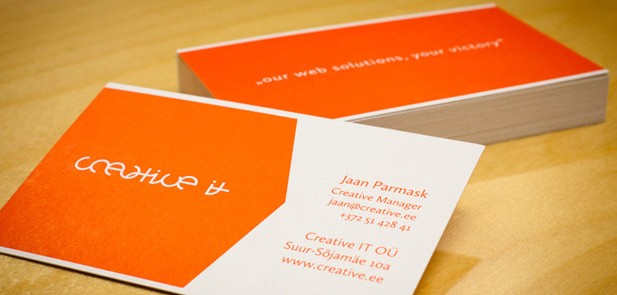 „our web solutions, your victory“
creative it
Jaan Parmask
Creative Manager
jaan@creative.ee
+372 51 428 41
Creative IT OÜ
Suur-Sõjamäe 10a
www.creative.ee